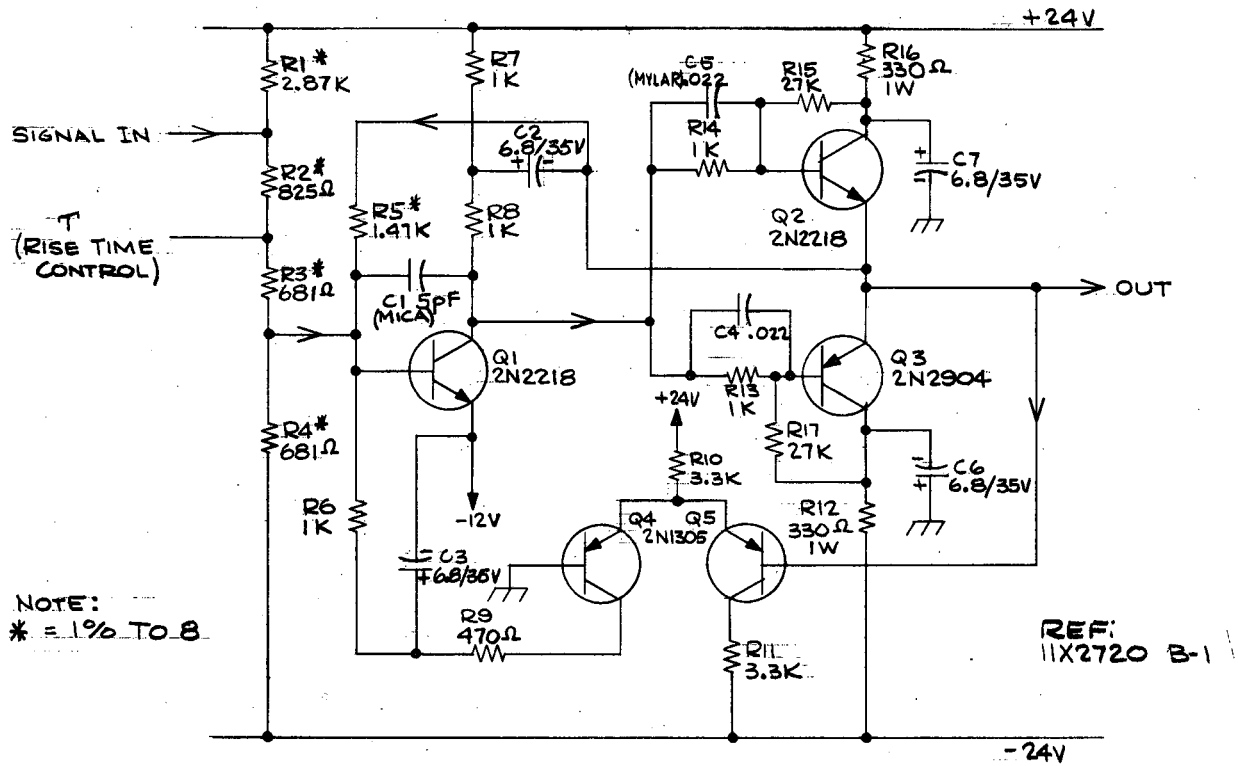 +24V
R1*
2.87K
R7
1K
R16
330Ω
1W
C5
(MYLAR).022
R15
27K
SIGNAL IN
C2
6.8/35V
+ -
R14
1K
+
-
C7
6.8/35V
R2*
825Ω
R5*
1.47K
R8
1K
Q2
2N2218
T
(RISE TIME
CONTROL)
R3*
681Ω
C1 5pF
(MICA)
OUT
C4 .022
Q1
2N2218
Q3
2N2904
R13
1K
+24V
R4*
681Ω
R17
27K
R10
3.3K
-
+
C6
6.8/35V
R6
1K
-12V
R12
330Ω
1W
Q4
Q5
2N1305
-
+
C3
6.8/35V
NOTE:
* = 1% TO 8
R9
470Ω
R11
3.3K
REF:
11X2720 B-1
-24V